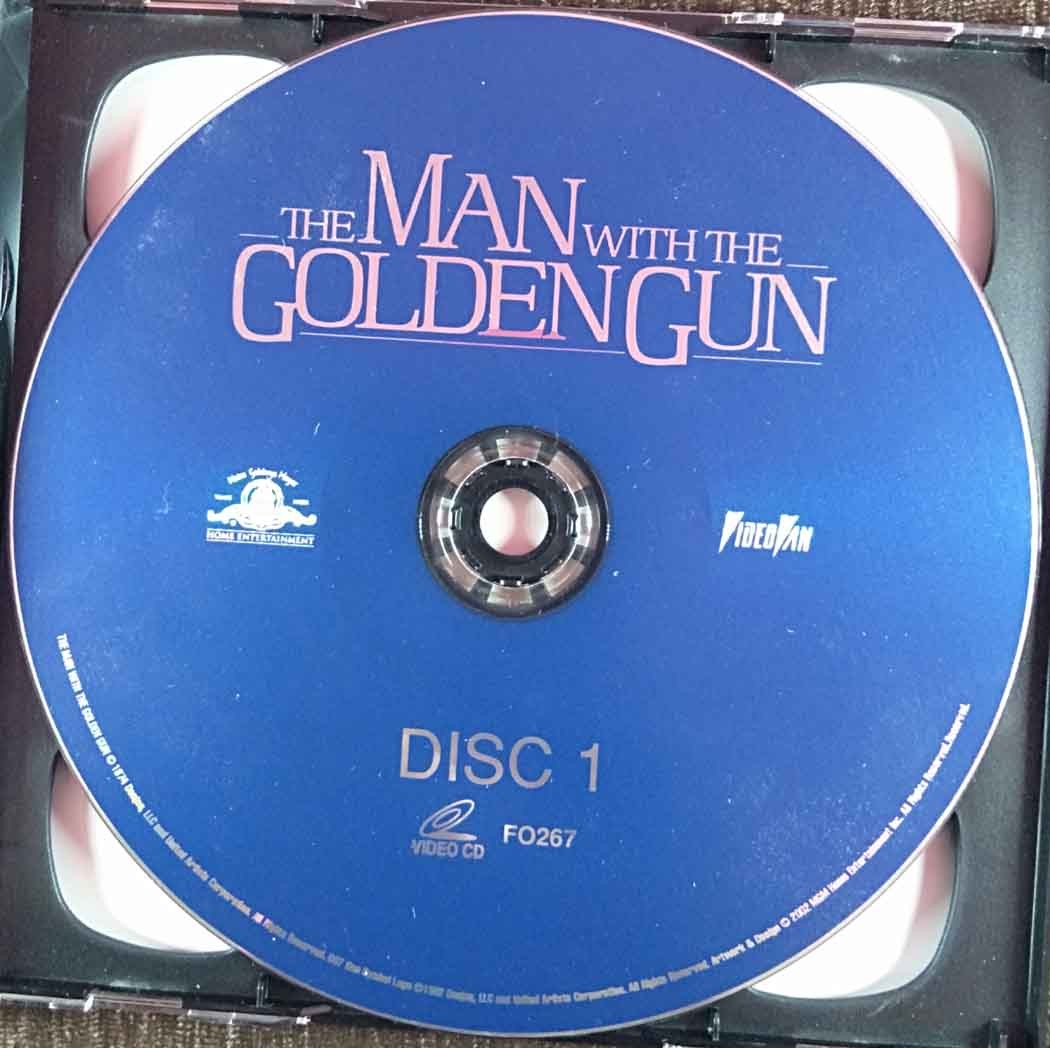 THE MAN WITH THE
GOLDEN GUN
Metro Goldwyn Mayer
HOME ENTERTAINMENT
VIDEOVAN
DISC 1
VIDEO CD
FO267
THE MAN WITH THE GOLDEN GUN © 1974 Danjaq, LLC and United Artists Corporation. All Rights Reserved. 007 Gun Symbol Logo ©1962 Danjaq, LLC and United Artists Corporation. All Rights Reserved. Artwork & Design © 2002 MGM Home Entertainment Inc. All Rights Reserved.